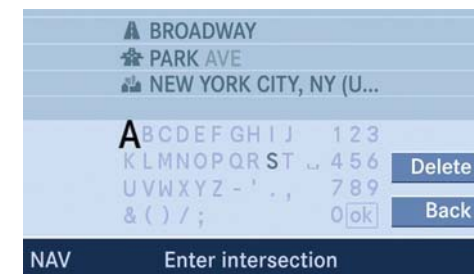 BROADWAY
PARK AVE
NEW YORK CITY, NY (U...
ABCDEFGHIJ 123
KLMNOPQRST ␣ 456 Delete
UVWXYZ-'., 789
&()/; 0 ok Back
NAV Enter intersection